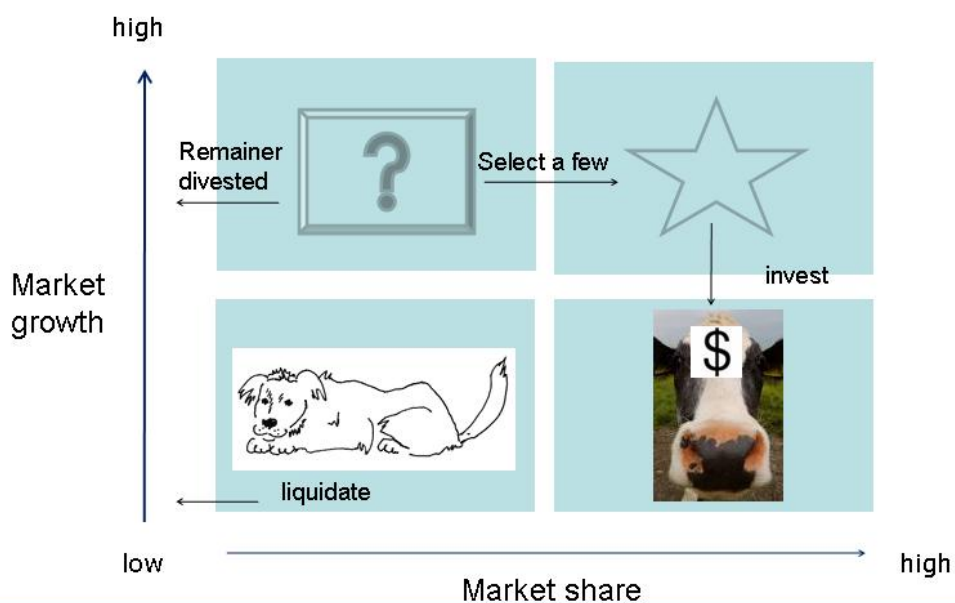 high
Remainer
divested
?
Select a few
Market
growth
invest
$
liquidate
low
high
Market share